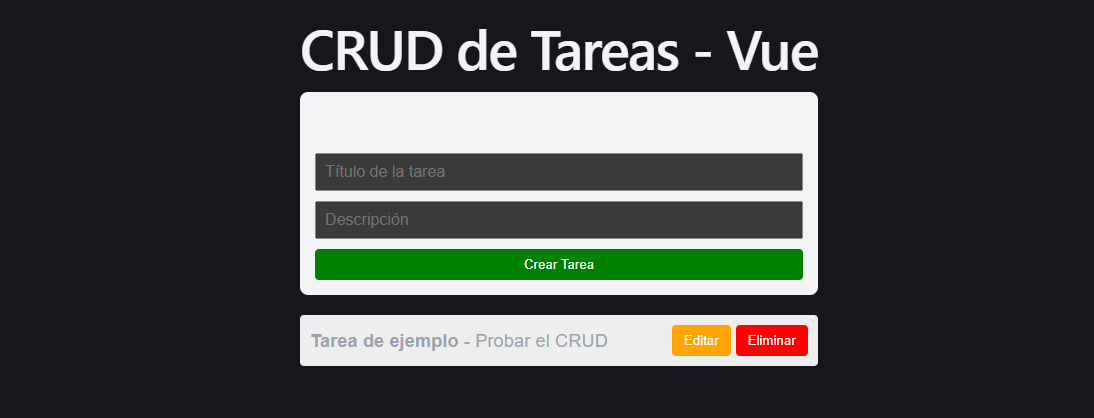 CRUD de Tareas - Vue
Título de la tarea
Descripción
Crear Tarea
Tarea de ejemplo - Probar el CRUD Editar Eliminar